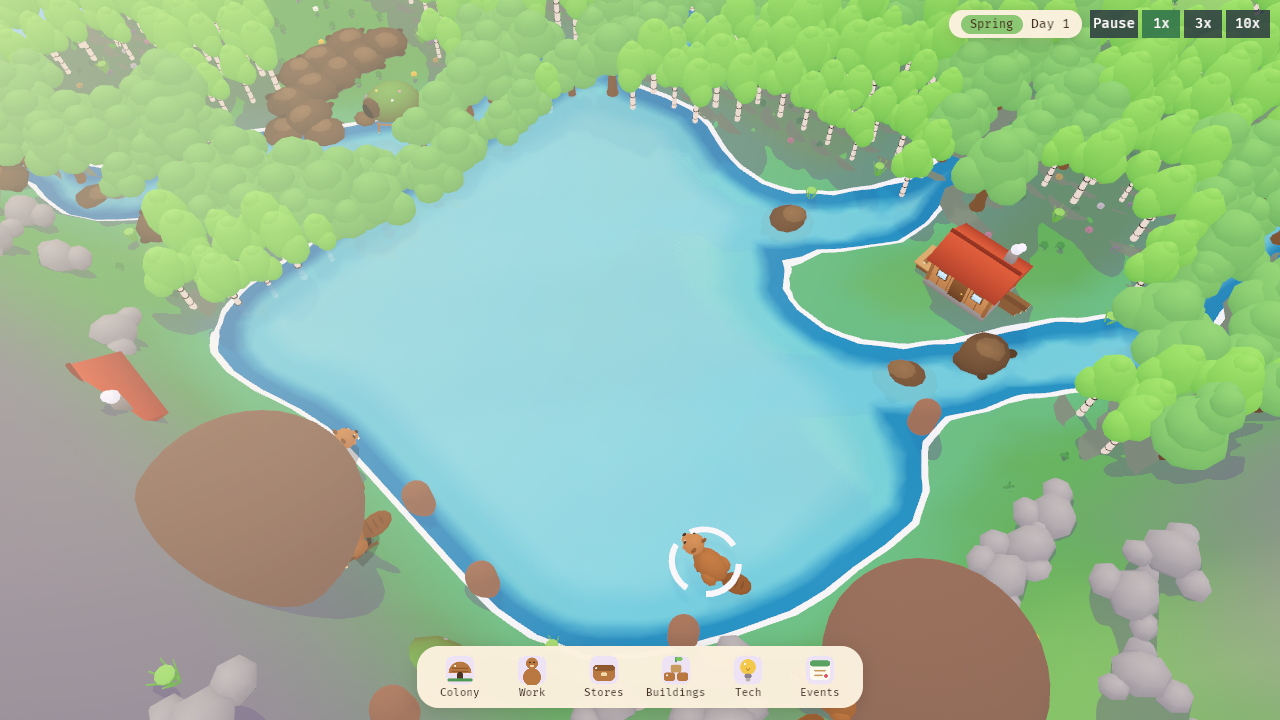 Spring Day 1 Pause 1x 3x 10x
Colony Work Stores Buildings Tech Events